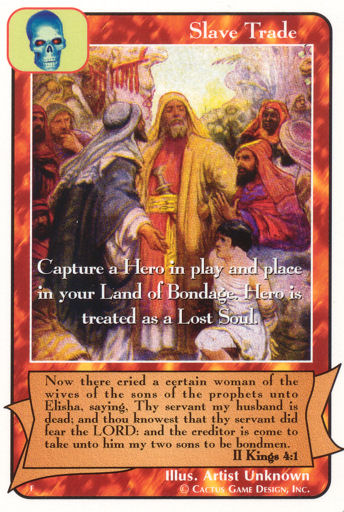 Slave Trade
Capture a Hero in play and place
in your Land of Bondage. Hero is
treated as a Lost Soul.
Now there cried a certain woman of the
wives of the sons of the prophets unto
Elisha, saying, Thy servant my husband is
dead; and thou knowest that thy servant did
fear the LORD: and the creditor is come to
take unto him my two sons to be bondmen.
II Kings 4:1
Illus. Artist Unknown
F © Cactus Game Design, Inc.